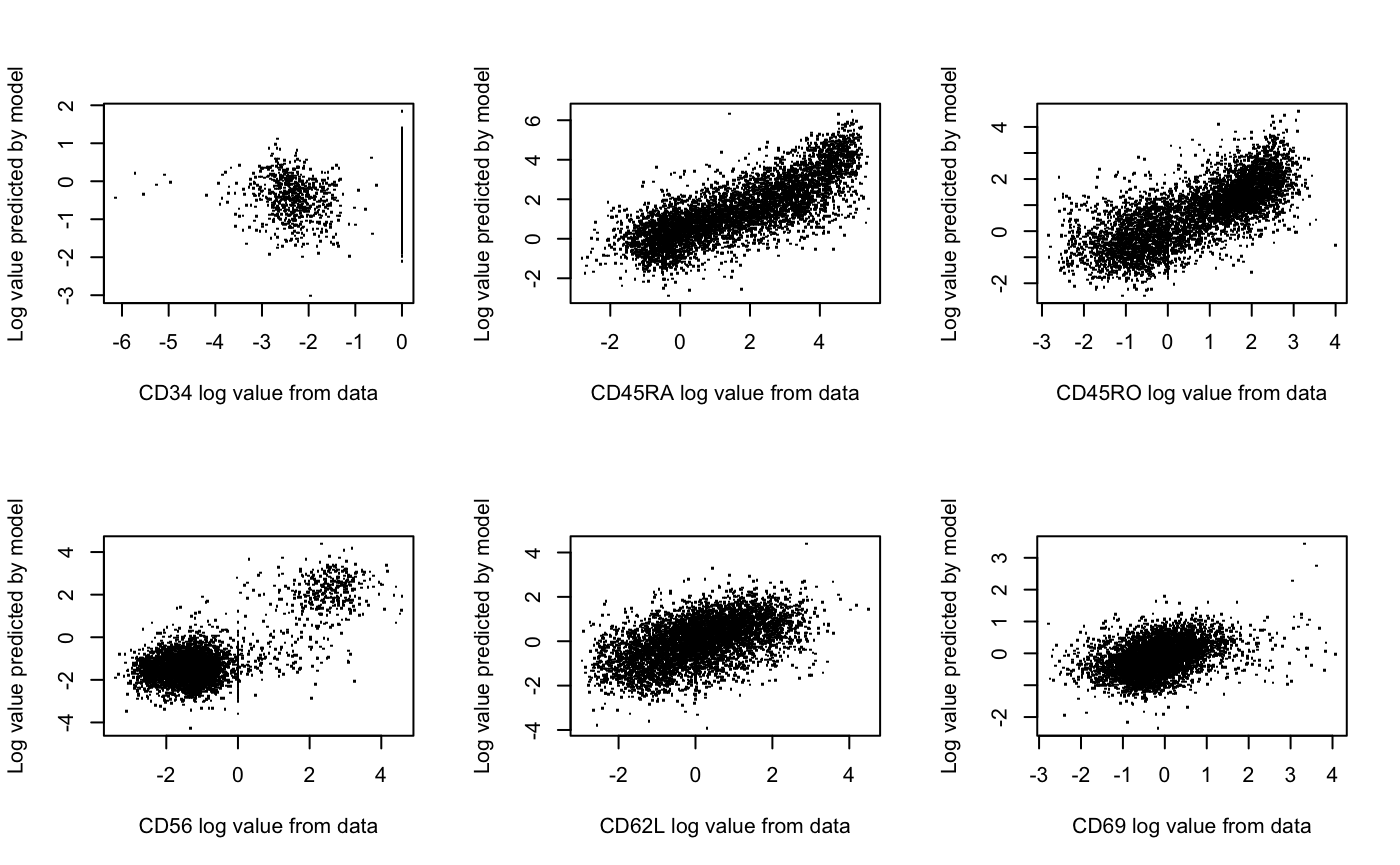 Log value predicted by model
2
1
0
-1
-2
-3
-6 -5 -4 -3 -2 -1 0
CD34 log value from data
Log value predicted by model
6
4
2
0
-2
-2 0 2 4
CD45RA log value from data
Log value predicted by model
4
2
0
-2
-3 -2 -1 0 1 2 3 4
CD45RO log value from data
Log value predicted by model
4
2
0
-2
-4
-2 0 2 4
CD56 log value from data
Log value predicted by model
4
2
0
-2
-4
-2 0 2 4
CD62L log value from data
Log value predicted by model
3
2
1
0
-2
-3 -2 -1 0 1 2 3 4
CD69 log value from data